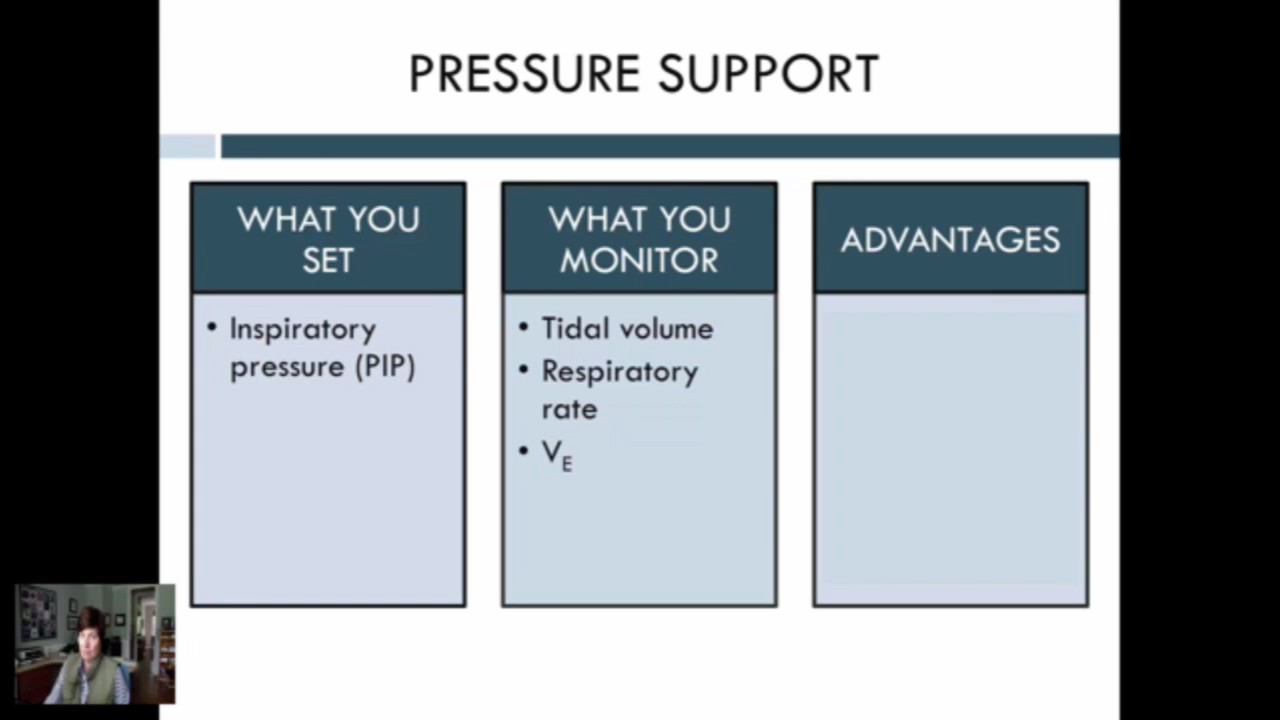 PRESSURE SUPPORT
WHAT YOU
SET
• Inspiratory
pressure (PIP)
WHAT YOU
MONITOR
• Tidal volume
• Respiratory
rate
• VE
ADVANTAGES